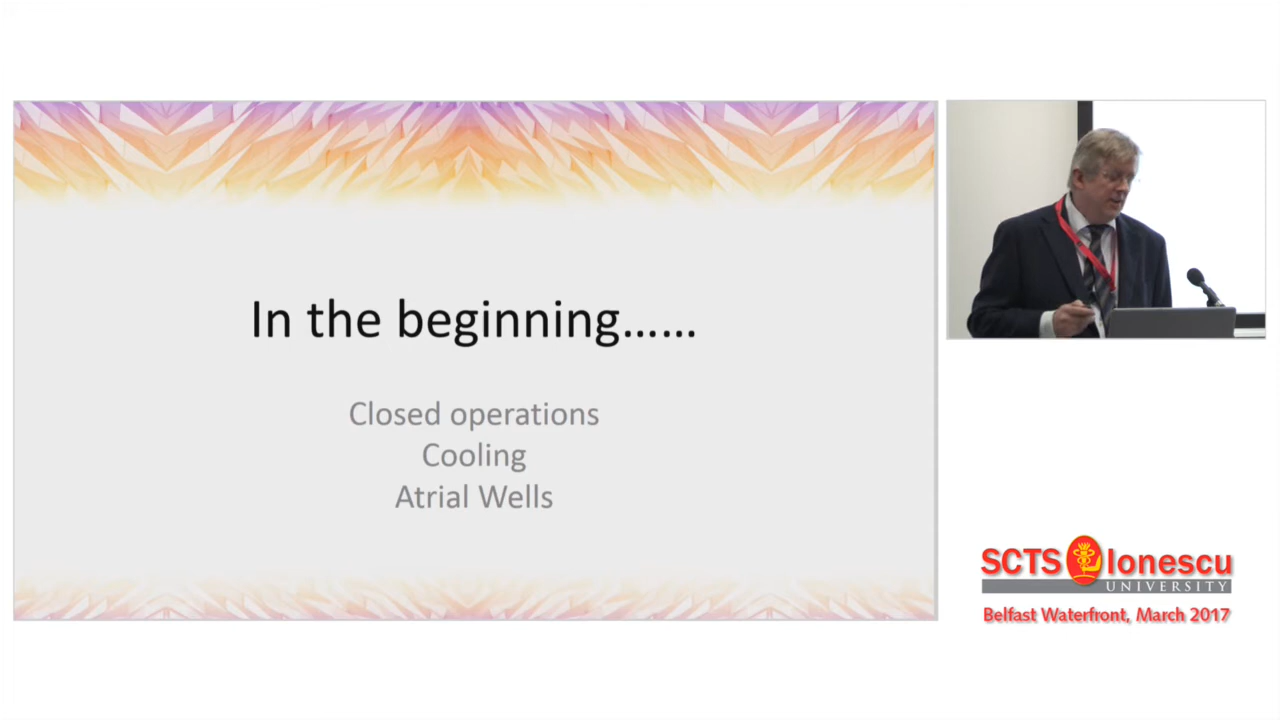 In the beginning......
Closed operations
Cooling
Atrial Wells
SCTS Ionescu
UNIVERSITY
Belfast Waterfront, March 2017